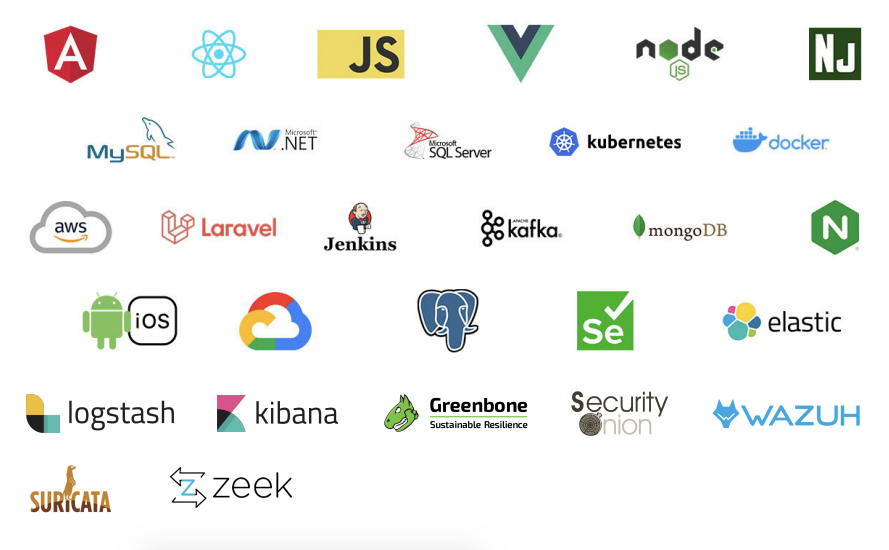 A
JS
node
JS
NJ
MySQL
Microsoft
.NET
Microsoft
SQL Server
kubernetes
docker
aws
Laravel
Jenkins
APACHE
kafka
mongoDB
N
iOS
Se
elastic
logstash
kibana
Greenbone
Sustainable Resilience
Security
Onion
WAZUH
SURICATA
zeek